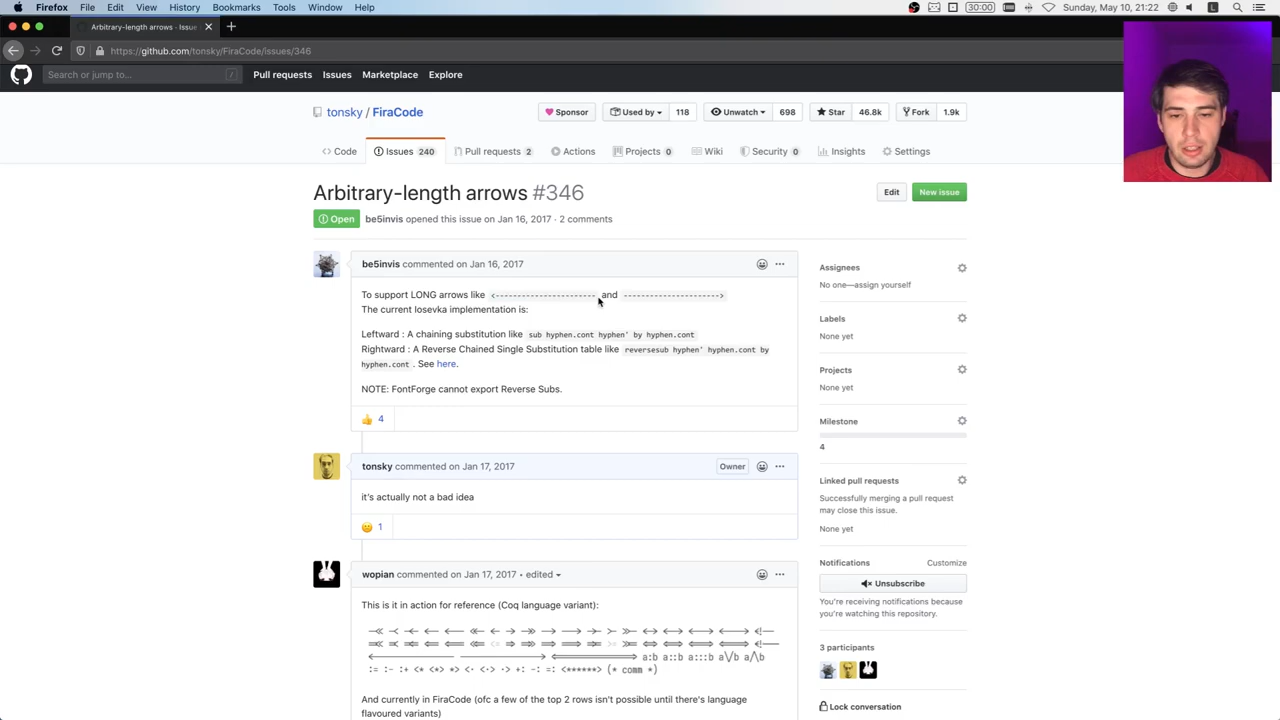 Firefox File Edit View History Bookmarks Tools Window Help
30:00 Sunday, May 10, 21:22
Arbitrary-length arrows · Issue
https://github.com/tonsky/FiraCode/issues/346
Search or jump to... / Pull requests Issues Marketplace Explore
tonsky / FiraCode Sponsor Used by 118 Unwatch 698 Star 46.8k Fork 1.9k
Code Issues 240 Pull requests 2 Actions Projects 0 Wiki Security 0 Insights Settings
Arbitrary-length arrows #346
Edit New issue
Open be5invis opened this issue on Jan 16, 2017 · 2 comments
be5invis commented on Jan 16, 2017
To support LONG arrows like <----------------------- and ---------------------->
The current Iosevka implementation is:
Leftward : A chaining substitution like sub hyphen.cont hyphen' by hyphen.cont
Rightward : A Reverse Chained Single Substitution table like reversesub hyphen' hyphen.cont by
hyphen.cont . See here.
NOTE: FontForge cannot export Reverse Subs.
4
tonsky commented on Jan 17, 2017 Owner
it's actually not a bad idea
1
wopian commented on Jan 17, 2017 • edited
This is it in action for reference (Coq language variant):
a:b a::b a:::b a\/b a/\b
:= :- :+ <* <*> *> <· <·> ·> +: -: =: <******> (* comm *)
And currently in FiraCode (ofc a few of the top 2 rows isn't possible until there's language
flavoured variants)
Assignees
No one—assign yourself
Labels
None yet
Projects
None yet
Milestone
4
Linked pull requests
Successfully merging a pull request
may close this issue.
None yet
Notifications Customize
Unsubscribe
You're receiving notifications because
you're watching this repository.
3 participants
Lock conversation